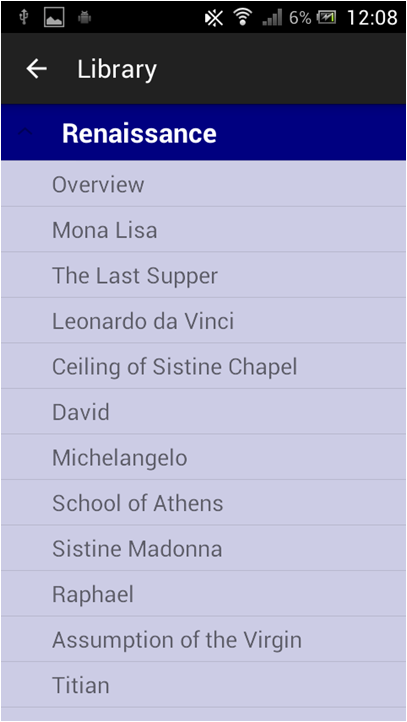 6% 12:08
Library
Renaissance
Overview
Mona Lisa
The Last Supper
Leonardo da Vinci
Ceiling of Sistine Chapel
David
Michelangelo
School of Athens
Sistine Madonna
Raphael
Assumption of the Virgin
Titian